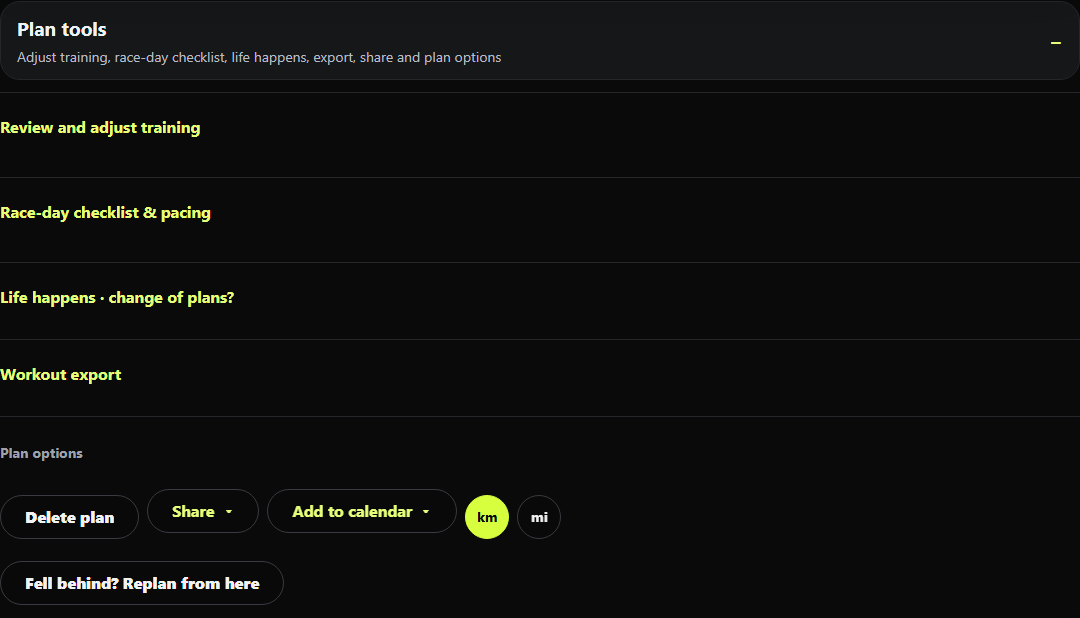 Plan tools
Adjust training, race-day checklist, life happens, export, share and plan options
Review and adjust training
Race-day checklist & pacing
Life happens · change of plans?
Workout export
Plan options
Delete plan Share Add to calendar km mi
Fell behind? Replan from here